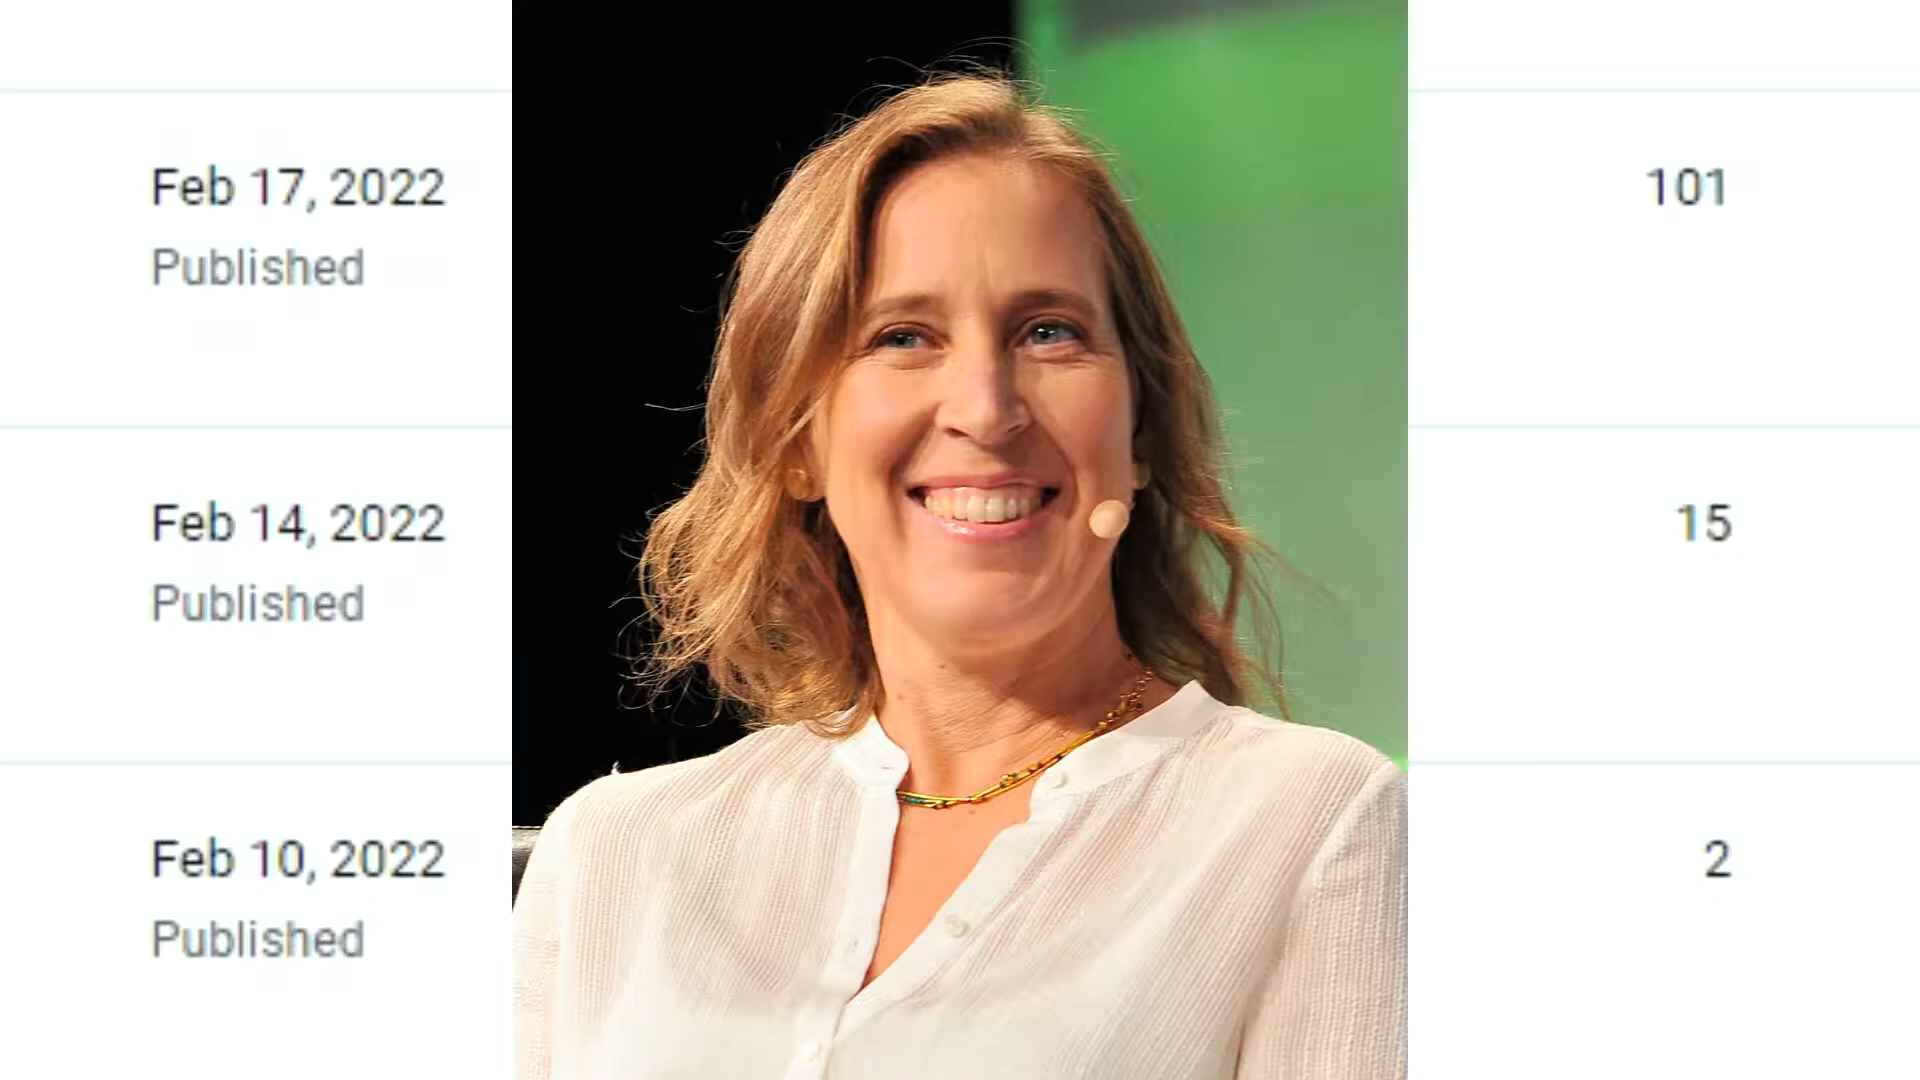 Feb 17, 2022
101
Published
Feb 14, 2022
15
Published
Feb 10, 2022
2
Published